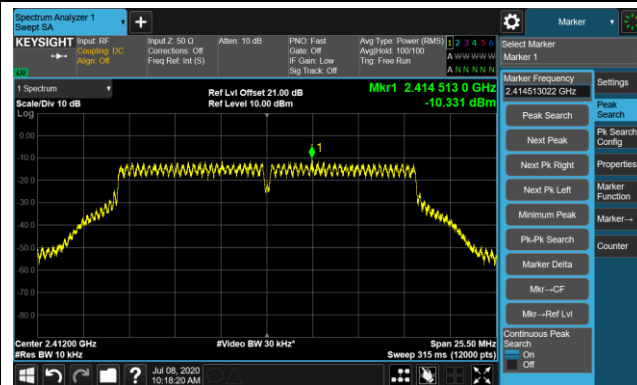 Spectrum Analyzer 1
Swept SA
Marker
KEYSIGHT Input: RF Input Z: 50 Ω Atten: 10 dB PNO: Fast Avg Type: Power (RMS) 1 2 3 4 5 6
Coupling: DC Corrections: Off Gate: Off Avg|Hold: 100/100 A W W W W W
Align: Off Freq Ref: Int (S) IF Gain: Low Trig: Free Run
Sig Track: Off A N N N N N
Select Marker
Marker 1
1 Spectrum
Scale/Div 10 dB
Ref Lvl Offset 21.00 dB
Ref Level 10.00 dBm
Mkr1 2.414 513 0 GHz
-10.331 dBm
Log
0.00
-10.0
-20.0
-30.0
-40.0
-50.0
-60.0
-70.0
-80.0
1
Center 2.41200 GHz
#Res BW 10 kHz
#Video BW 30 kHz*
Span 25.50 MHz
Sweep 315 ms (12000 pts)
Marker Frequency
2.414513022 GHz
Peak Search
Next Peak
Next Pk Right
Next Pk Left
Minimum Peak
Pk-Pk Search
Marker Delta
Mkr→CF
Mkr→Ref Lvl
Continuous Peak
Search
On
Off
Settings
Peak
Search
Pk Search
Config
Properties
Marker
Function
Marker→
Counter
?
Jul 08, 2020
10:18:20 AM